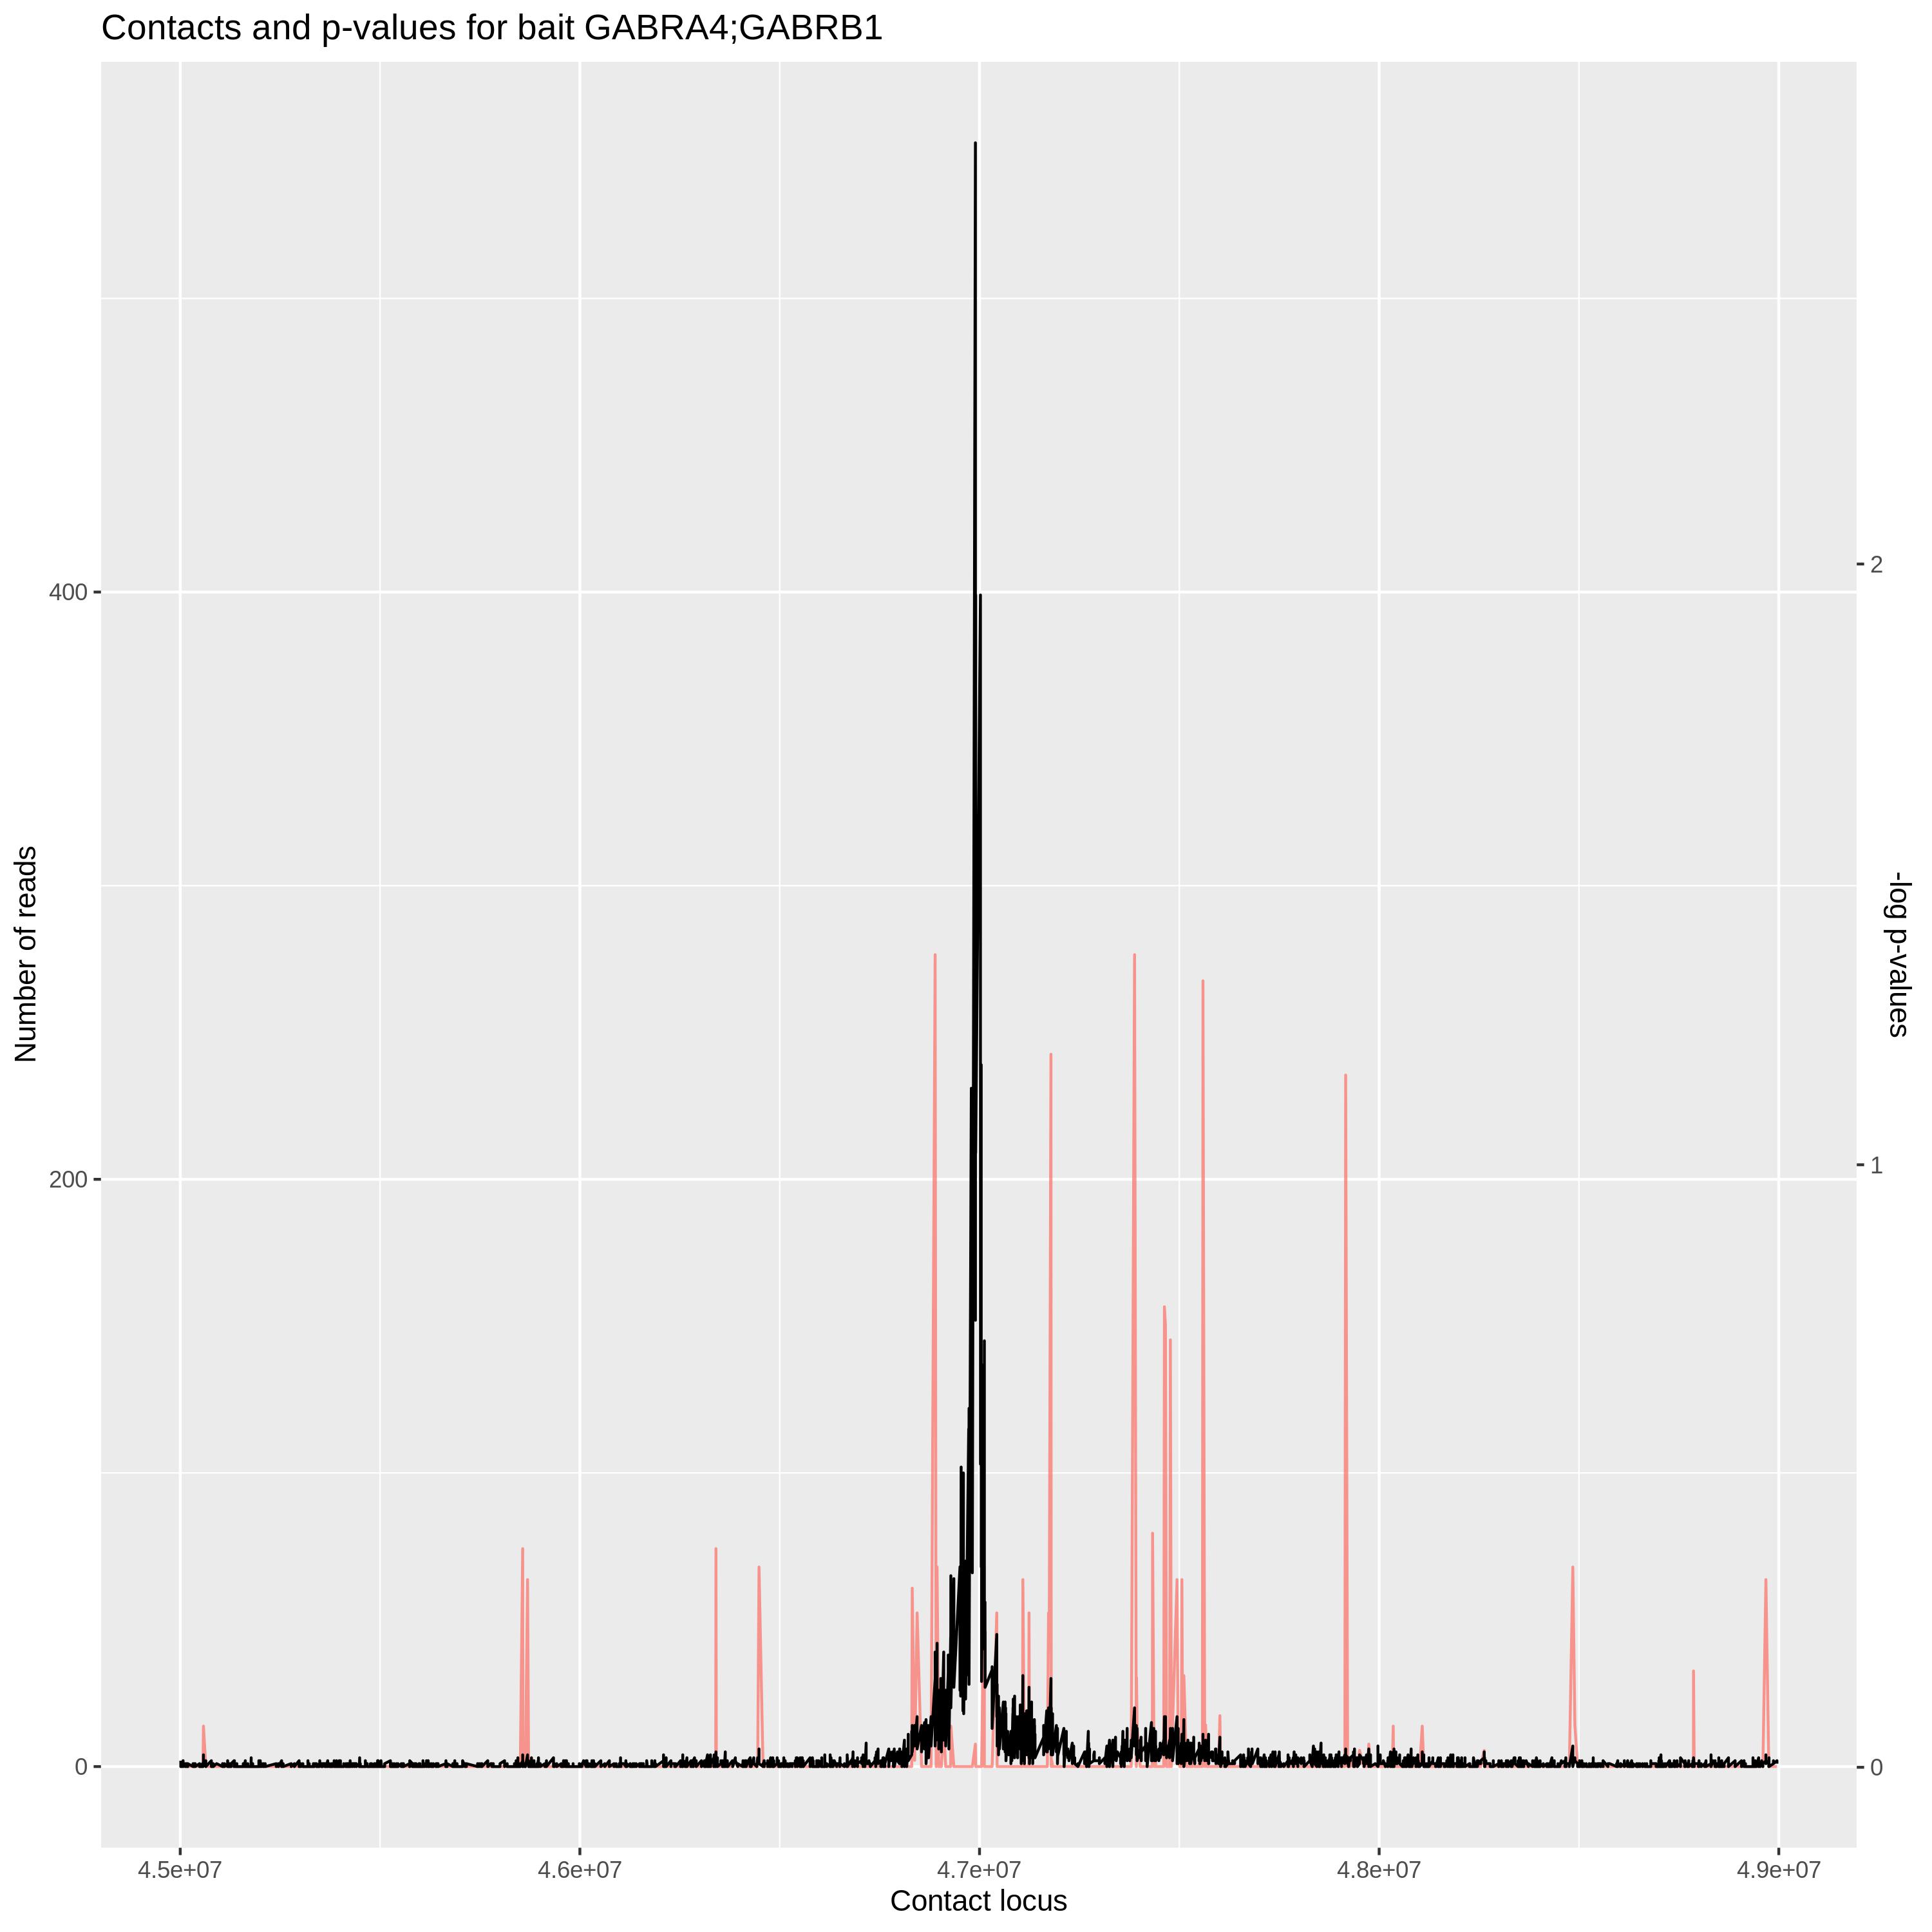 Contacts and p-values for bait GABRA4;GABRB1
Number of reads
400
200
0
2
1
0
-log p-values
4.5e+07 4.6e+07 4.7e+07 4.8e+07 4.9e+07
Contact locus